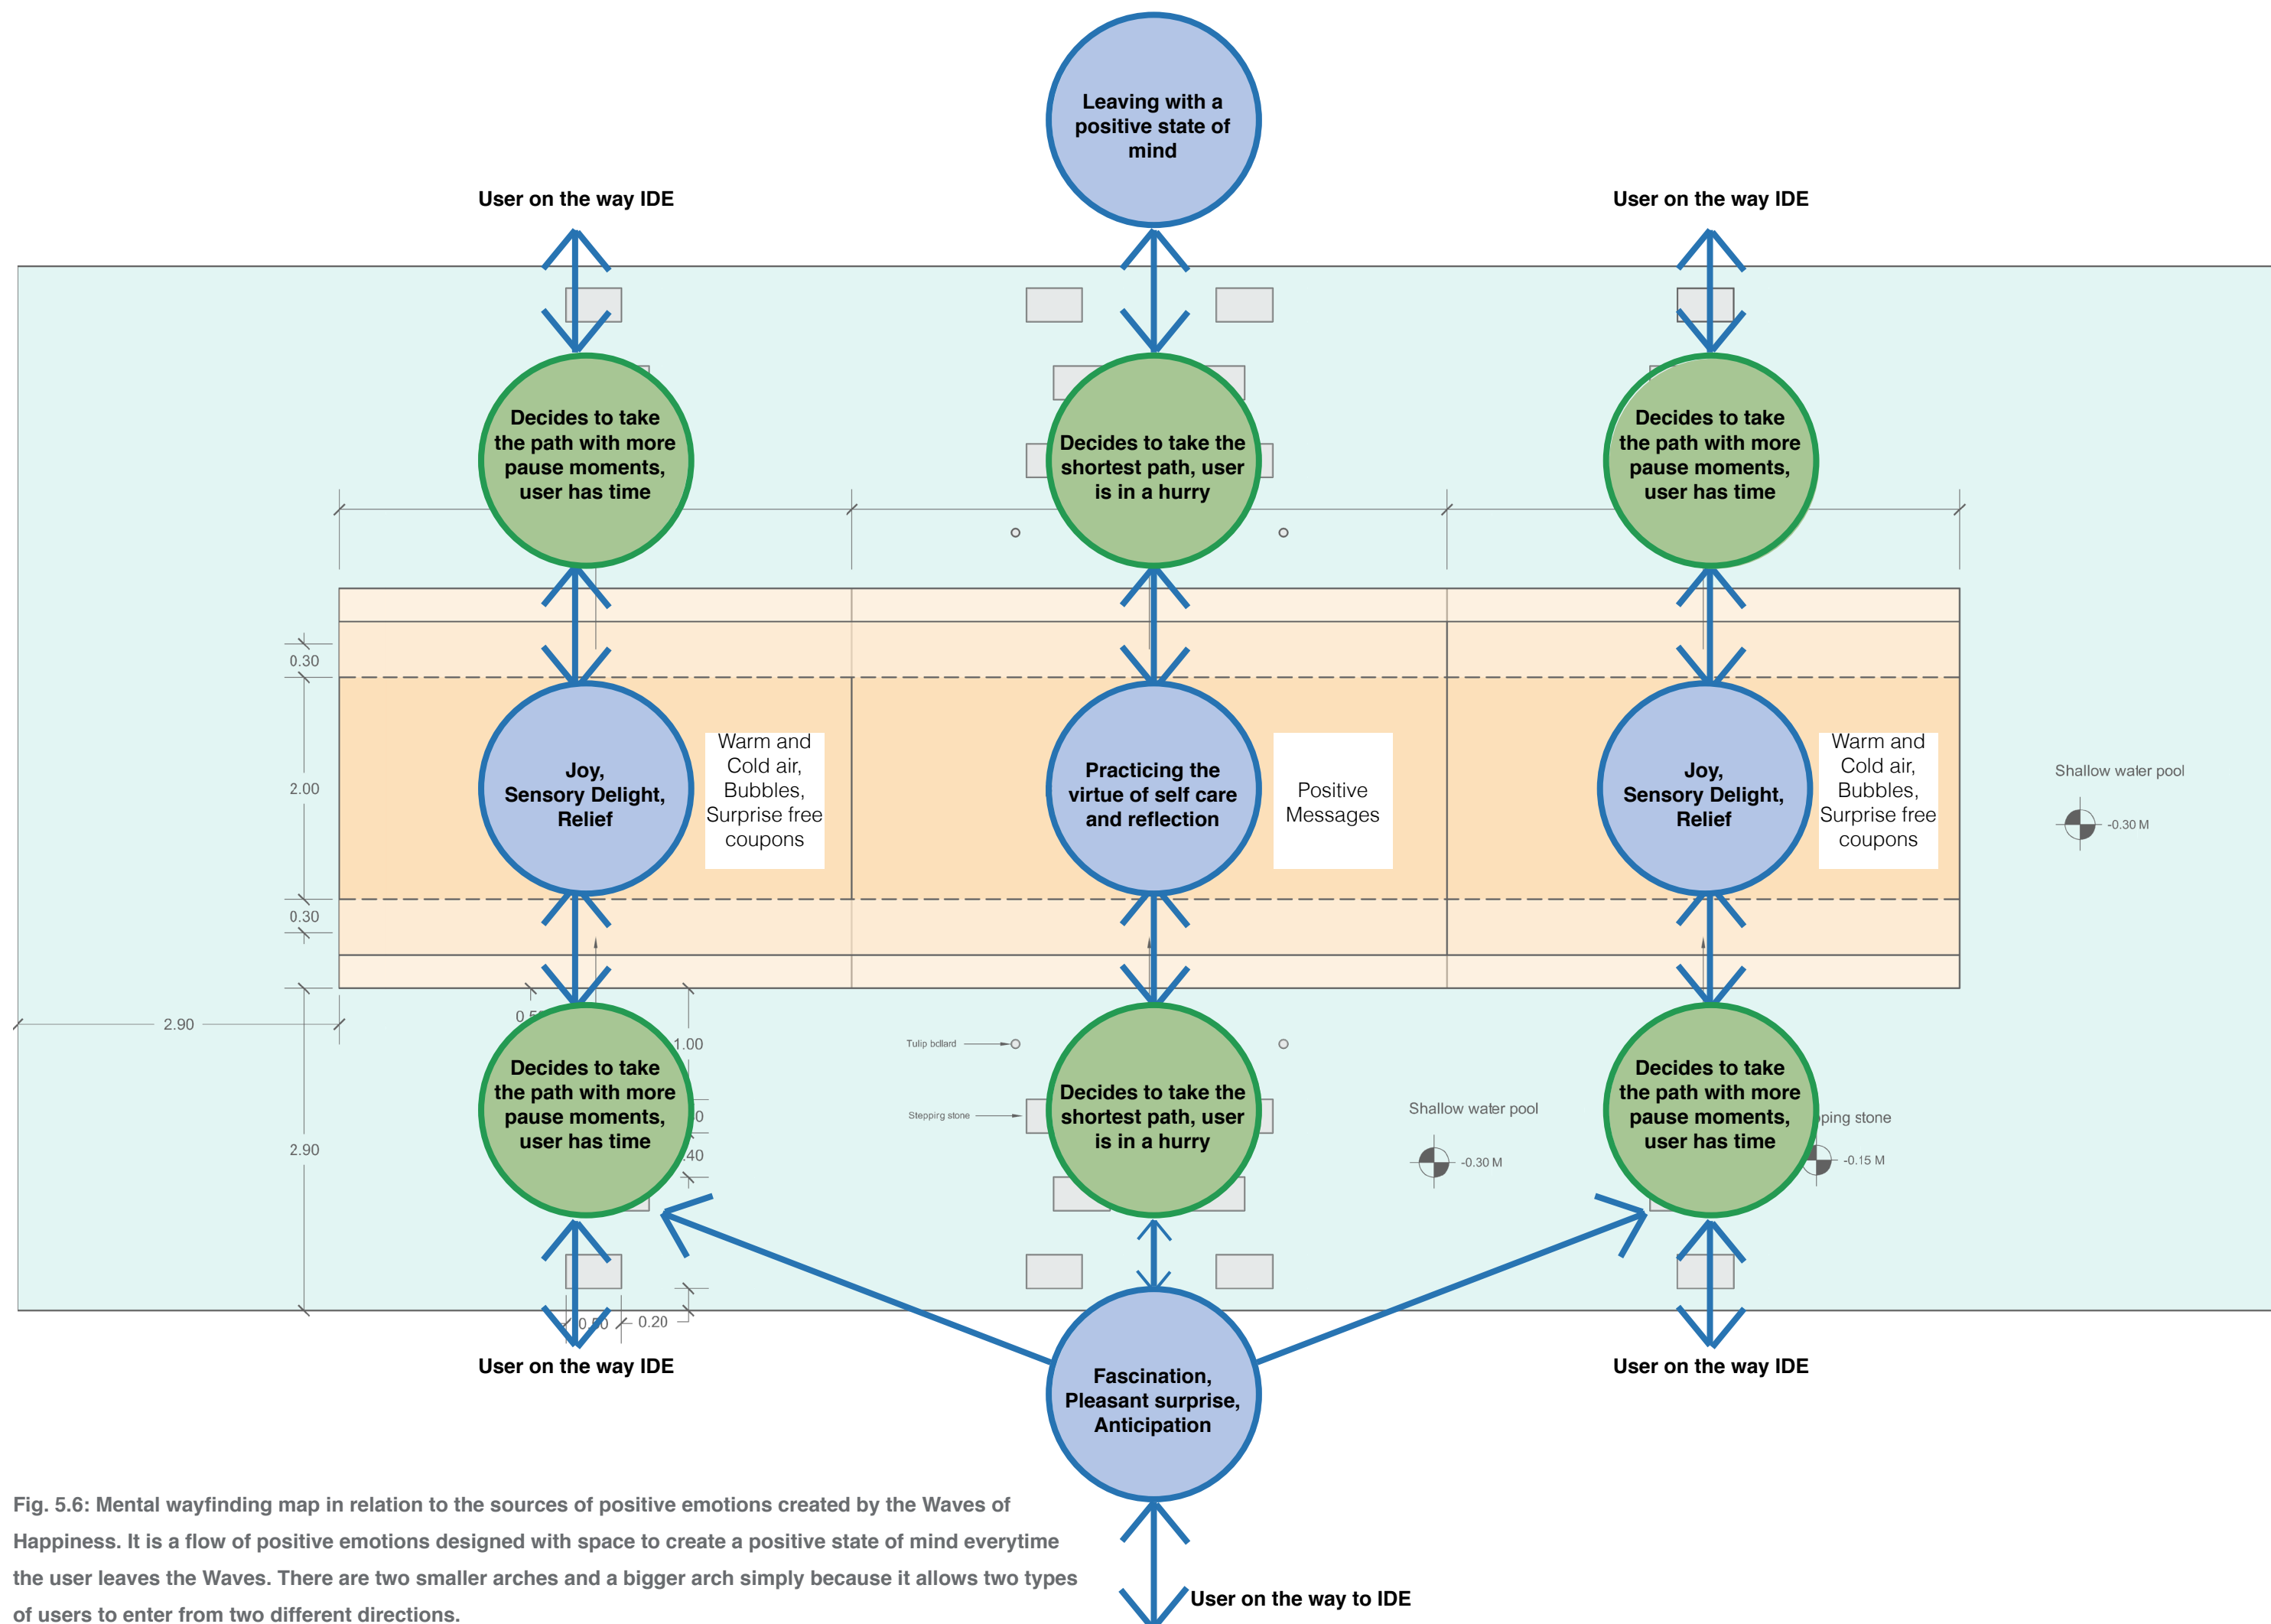 Leaving with a
positive state of
mind
User on the way IDE
User on the way IDE
Decides to take
the path with more
pause moments,
user has time
Decides to take the
shortest path, user
is in a hurry
Decides to take
the path with more
pause moments,
user has time
0.30
2.00
0.30
Joy,
Sensory Delight,
Relief
Warm and
Cold air,
Bubbles,
Surprise free
coupons
Practicing the
virtue of self care
and reflection
Positive
Messages
Joy,
Sensory Delight,
Relief
Warm and
Cold air,
Bubbles,
Surprise free
coupons
Shallow water pool
-0.30 M
2.90
2.90
1.00
Decides to take
the path with more
pause moments,
user has time
Tulip bollard
Stepping stone
Decides to take the
shortest path, user
is in a hurry
Shallow water pool
-0.30 M
Decides to take
the path with more
pause moments,
user has time
pping stone
-0.15 M
.40
0.20
User on the way IDE
User on the way IDE
Fascination,
Pleasant surprise,
Anticipation
User on the way to IDE
Fig. 5.6: Mental wayfinding map in relation to the sources of positive emotions created by the Waves of
Happiness. It is a flow of positive emotions designed with space to create a positive state of mind everytime
the user leaves the Waves. There are two smaller arches and a bigger arch simply because it allows two types
of users to enter from two different directions.